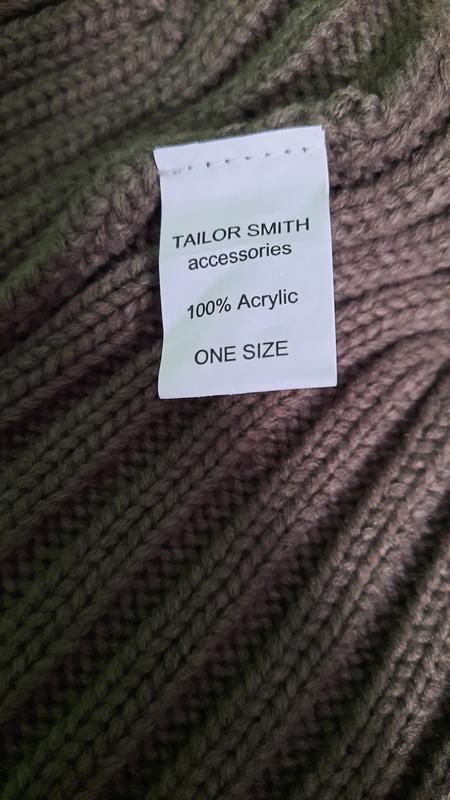 TAILOR SMITH
accessories
100% Acrylic
ONE SIZE